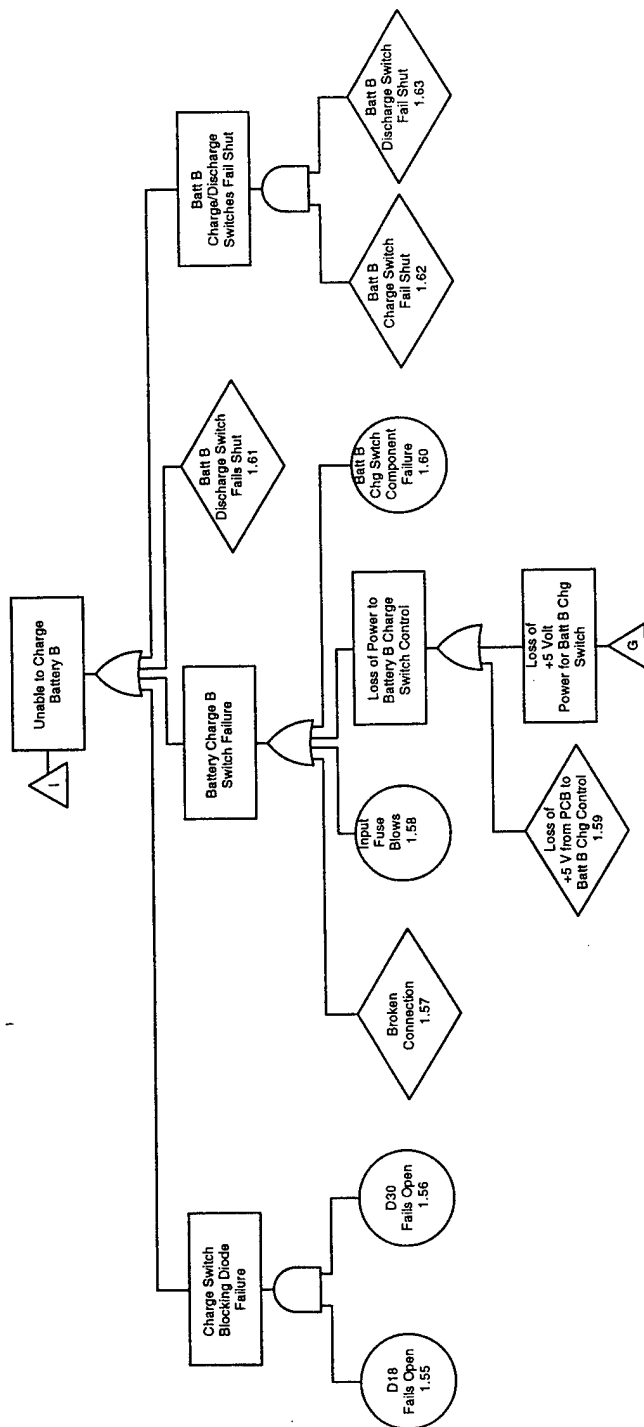 Unable to Charge
Battery B
I
Charge Switch
Blocking Diode
Failure
Battery Charge B
Switch Failure
Batt B
Discharge Switch
Fails Shut
1.61
Batt B
Charge/Discharge
Switches Fail Shut
D18
Fails Open
1.55
D30
Fails Open
1.56
Broken
Connection
1.57
Input
Fuse
Blows
1.58
Loss of Power to
Battery B Charge
Switch Control
Batt B
Chg Swtch
Component
Failure
1.60
Batt B
Charge Switch
Fail Shut
1.62
Batt B
Discharge Switch
Fail Shut
1.63
Loss of
+5 V from PCB to
Batt B Chg Control
1.59
Loss of
+5 Volt
Power for Batt B Chg
Switch
G